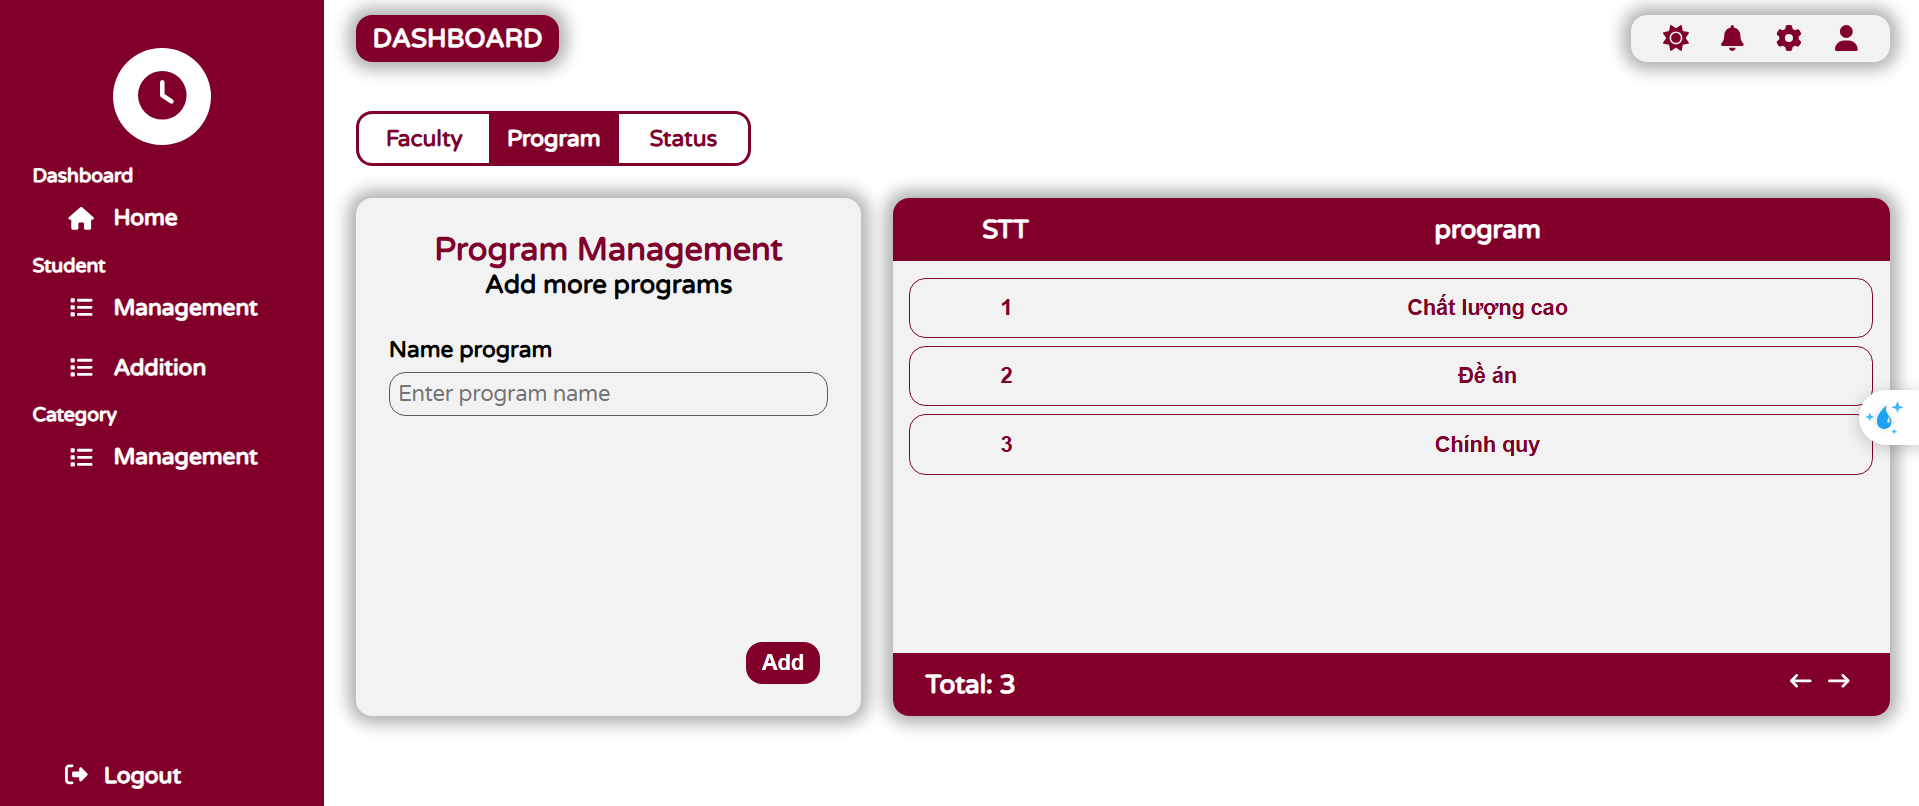 DASHBOARD
Dashboard
Home
Student
Management
Addition
Category
Management
Logout
Faculty
Program
Status
Program Management
Add more programs
Name program
Enter program name
Add
STT
program
1
Chất lượng cao
2
Đề án
3
Chính quy
Total: 3